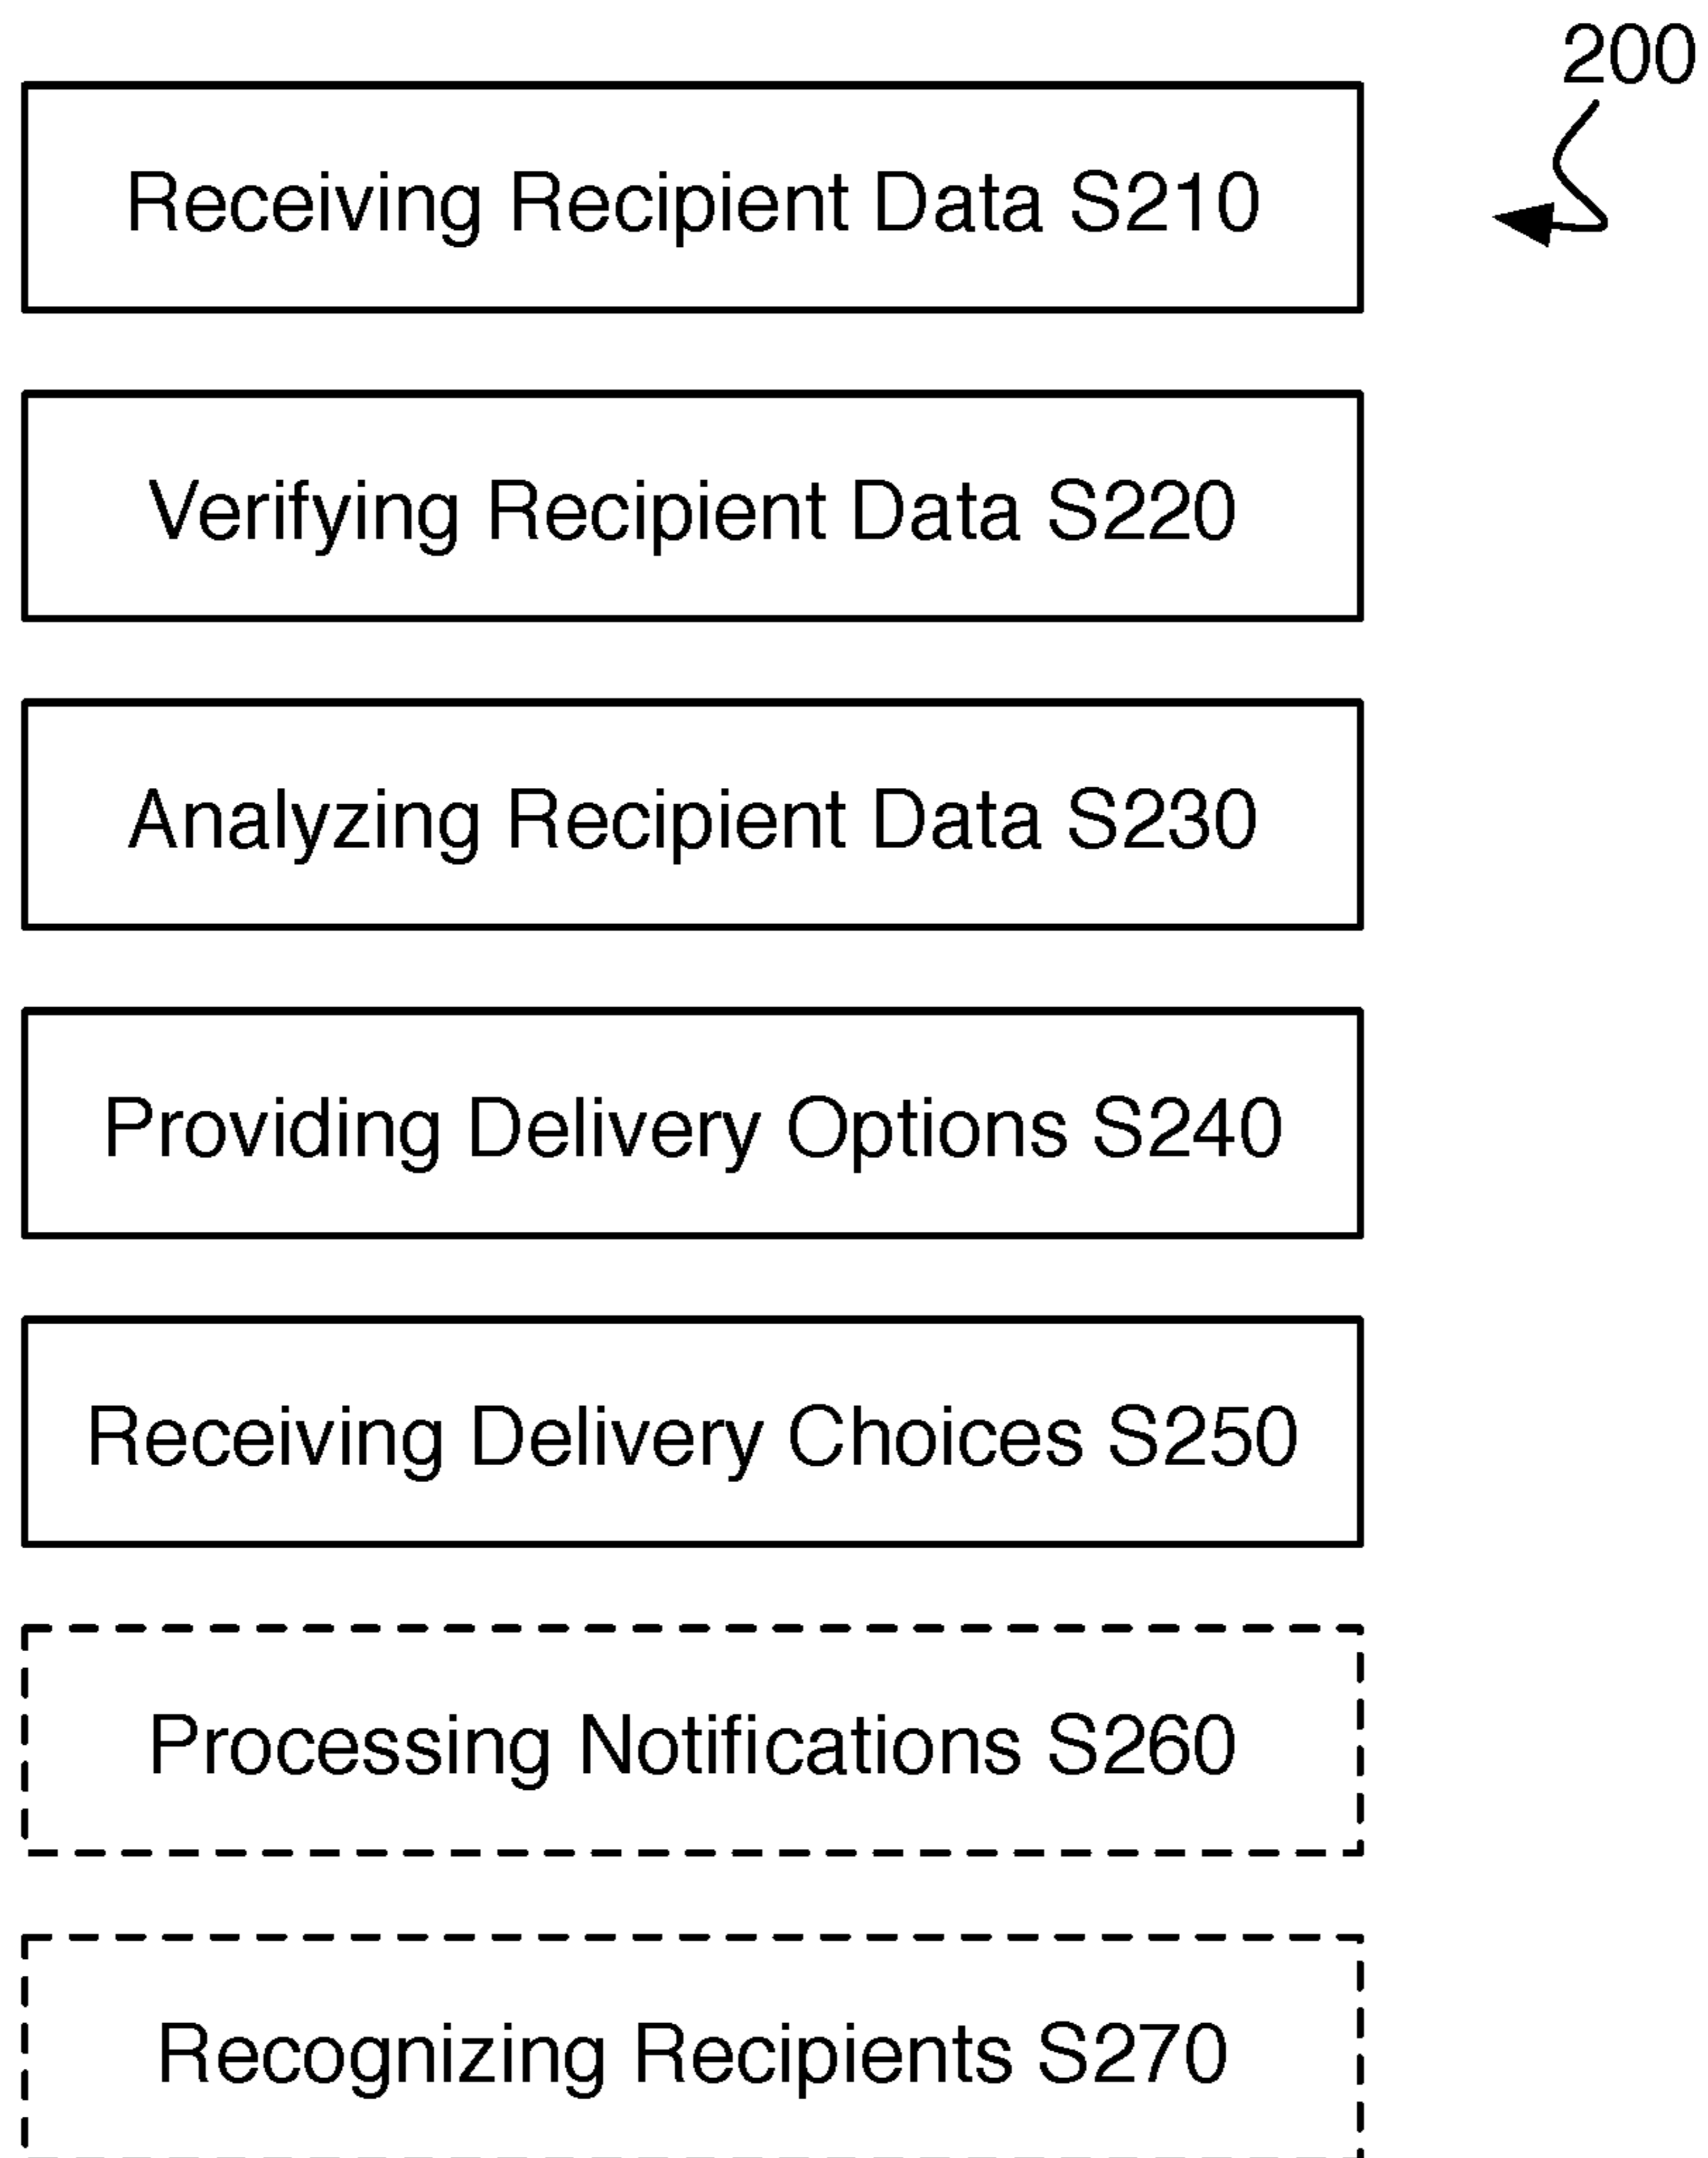 200
Receiving Recipient Data S210
Verifying Recipient Data S220
Analyzing Recipient Data S230
Providing Delivery Options S240
Receiving Delivery Choices S250
Processing Notifications S260
Recognizing Recipients S270